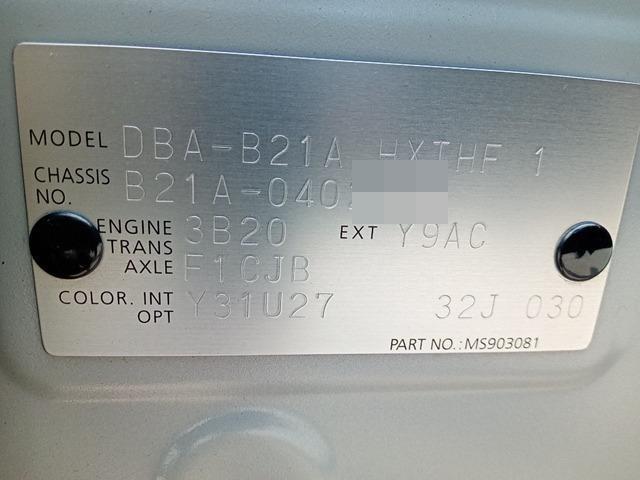 MODEL DBA-B21A HXTHF 1
CHASSIS NO. B21A-040
ENGINE 3B20 EXT Y9AC
TRANS AXLE F1CJB
COLOR. INT Y31U27 32J 030
OPT
PART NO.: MS903081